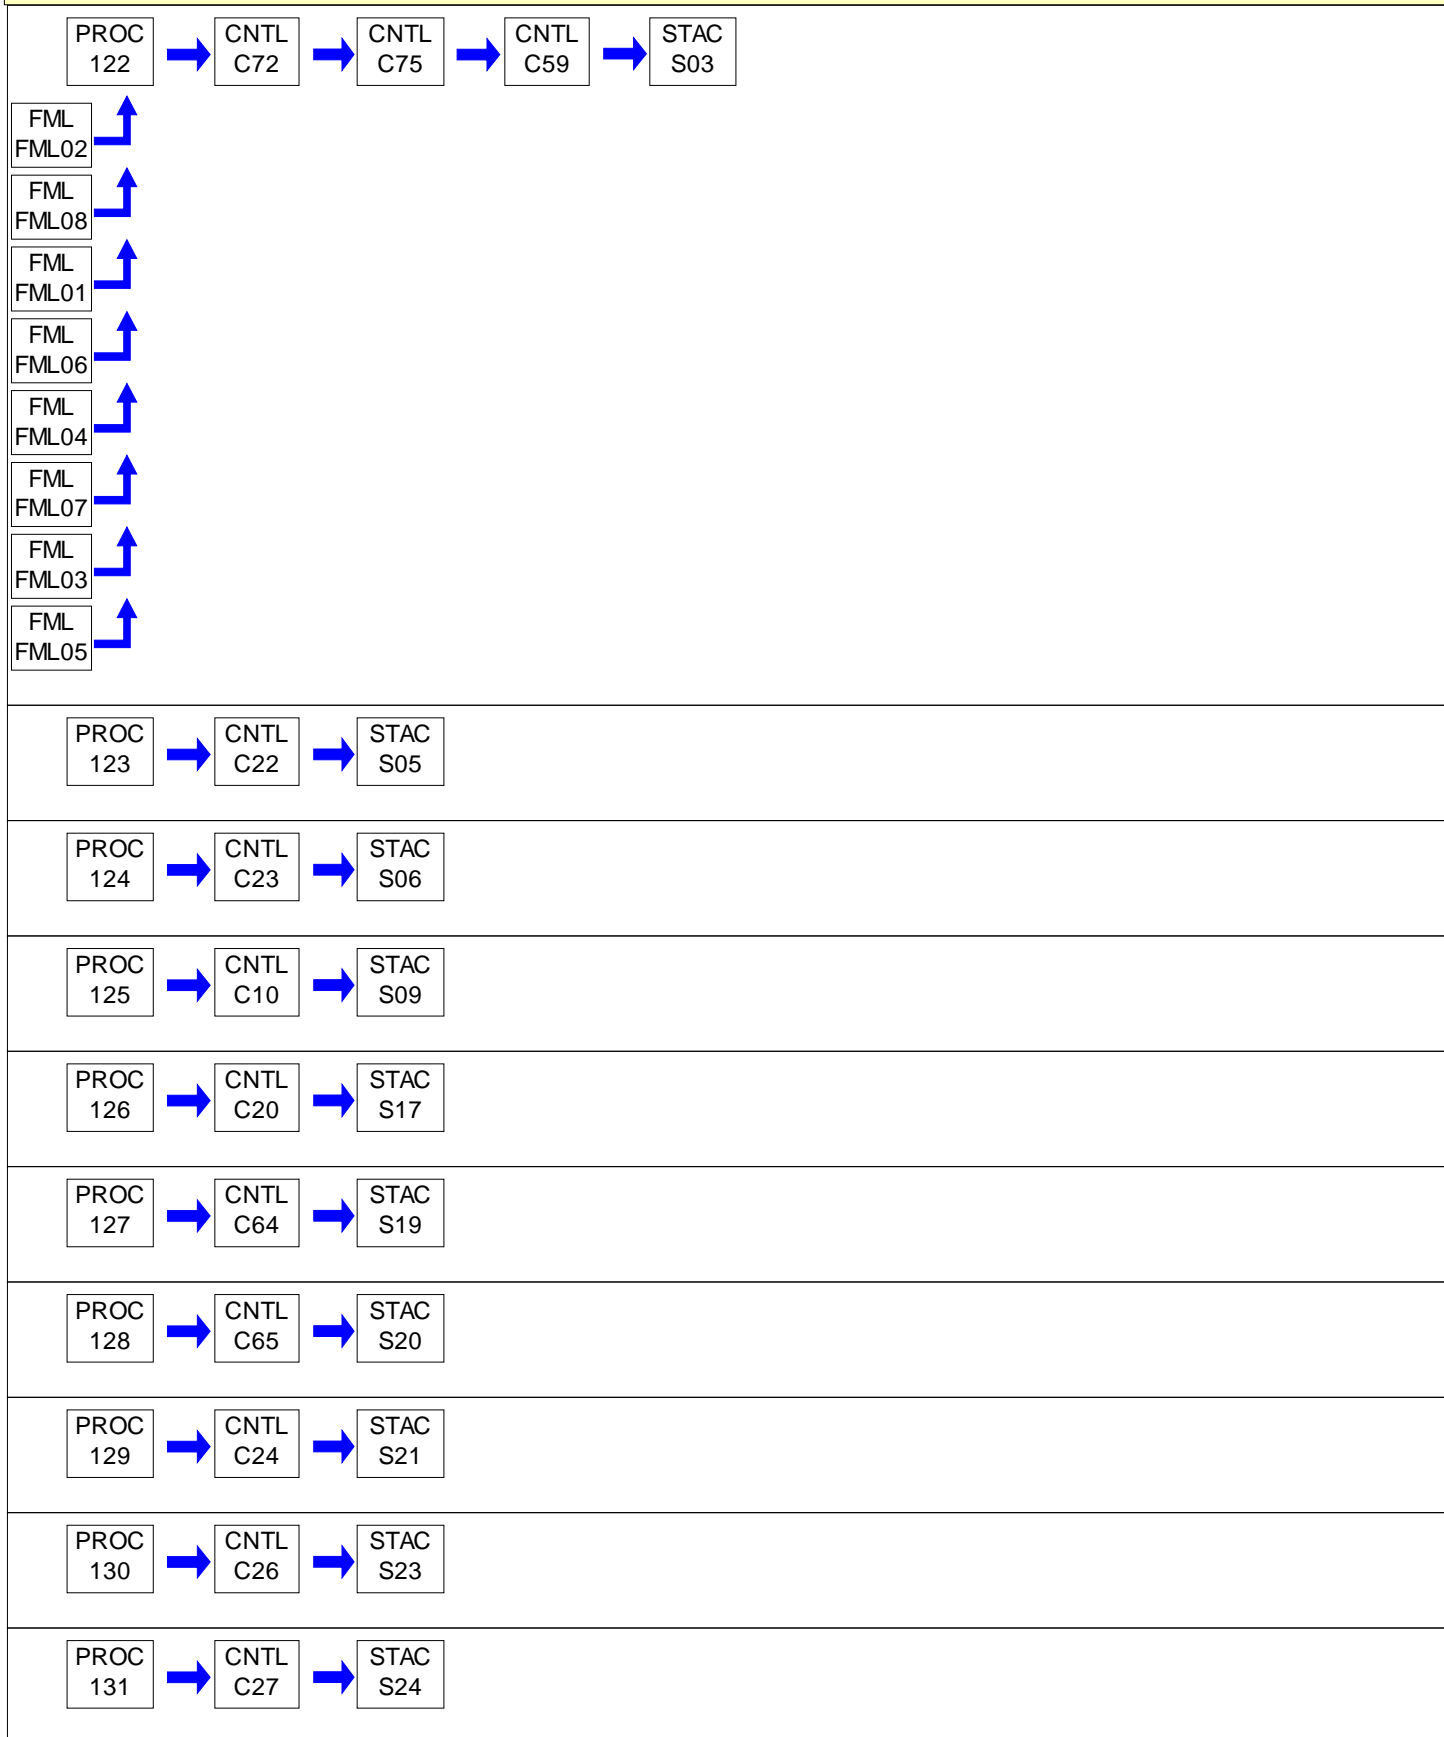 PROC
122
CNTL
C72
CNTL
C75
CNTL
C59
STAC
S03
FML
FML02
FML
FML08
FML
FML01
FML
FML06
FML
FML04
FML
FML07
FML
FML03
FML
FML05
PROC
123
CNTL
C22
STAC
S05
PROC
124
CNTL
C23
STAC
S06
PROC
125
CNTL
C10
STAC
S09
PROC
126
CNTL
C20
STAC
S17
PROC
127
CNTL
C64
STAC
S19
PROC
128
CNTL
C65
STAC
S20
PROC
129
CNTL
C24
STAC
S21
PROC
130
CNTL
C26
STAC
S23
PROC
131
CNTL
C27
STAC
S24